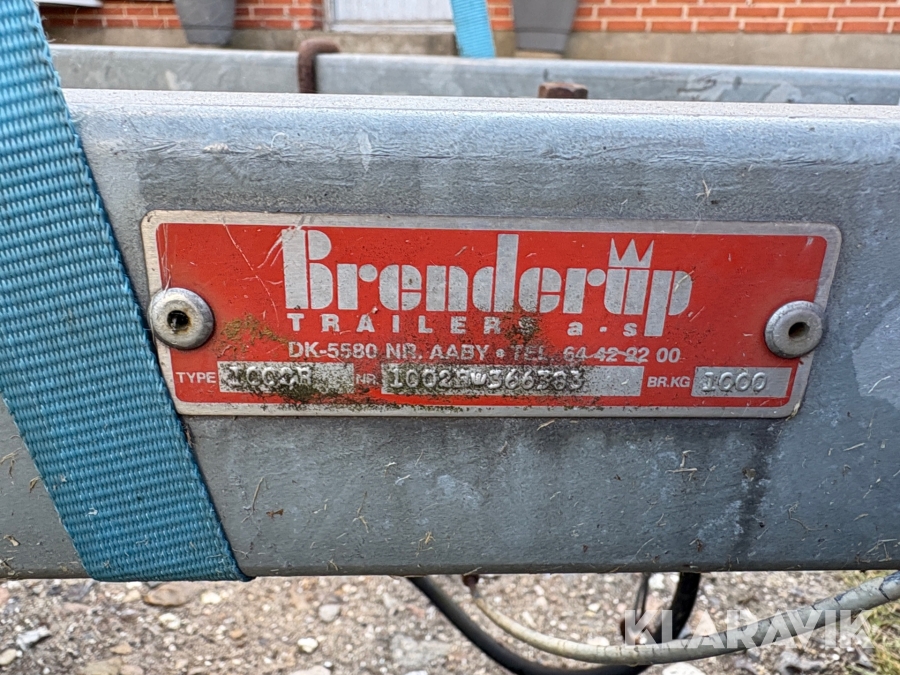 Brenderup
TRAILERS a-s
DK-5580 NR. AABY • TEL. 64 42 22 00
TYPE NR. BR.KG 1000
KLARAVIK